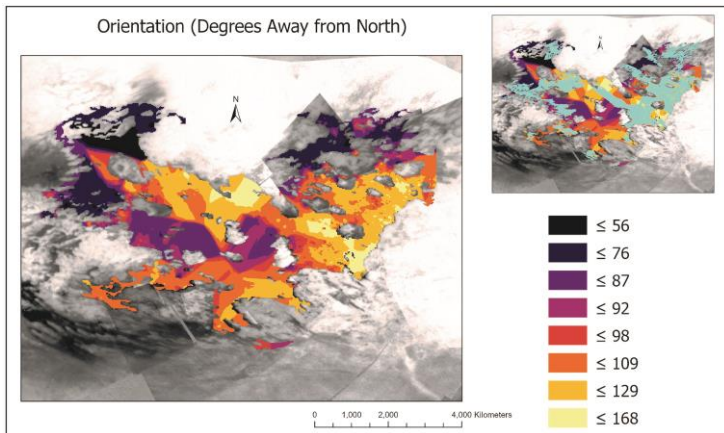 Orientation (Degrees Away from North)
N
N
≤ 56
≤ 76
≤ 87
≤ 92
≤ 98
≤ 109
≤ 129
≤ 168
0 1,000 2,000 4,000 Kilometers